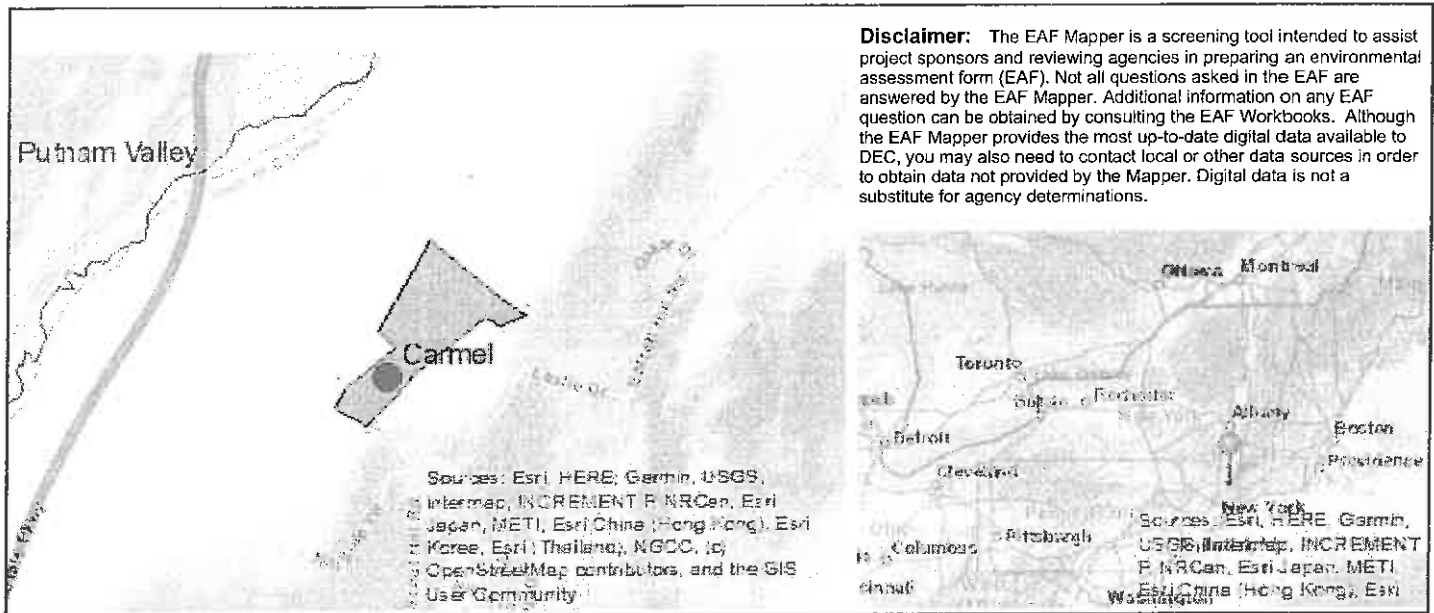 Disclaimer: The EAF Mapper is a screening tool intended to assist
project sponsors and reviewing agencies in preparing an environmental
assessment form (EAF). Not all questions asked in the EAF are
answered by the EAF Mapper. Additional information on any EAF
question can be obtained by consulting the EAF Workbooks. Although
the EAF Mapper provides the most up-to-date digital data available to
DEC, you may also need to contact local or other data sources in order
to obtain data not provided by the Mapper. Digital data is not a
substitute for agency determinations.
Putnam Valley
Carmel
Sources: Esri, HERE, Garmin, USGS,
Intermap, INCREMENT P, NRCan, Esri
Japan, METI, Esri China (Hong Kong), Esri
Korea, Esri (Thailand), NGCC, (c)
OpenStreetMap contributors, and the GIS
User Community
Ottawa
Montreal
Toronto
Rochester
Albany
Detroit
Boston
Cleveland
Providence
New York
Pittsburgh
Columbus
cinnati
Washington
Sources: Esri, HERE, Garmin,
USGS, Intermap, INCREMENT
P, NRCan, Esri Japan, METI,
Esri China (Hong Kong), Esri